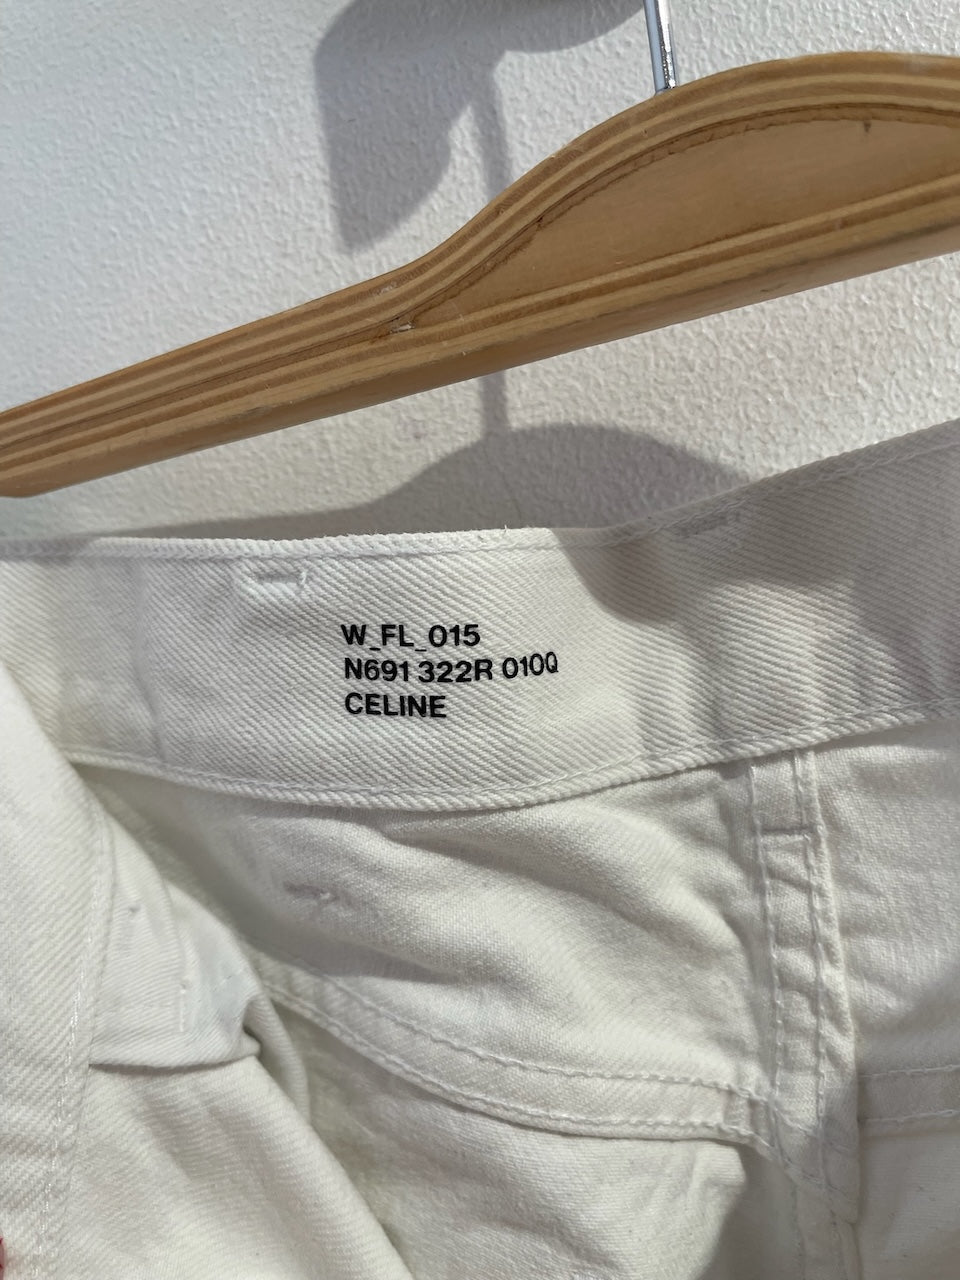 W_FL_015
N691 322R 010Q
CELINE